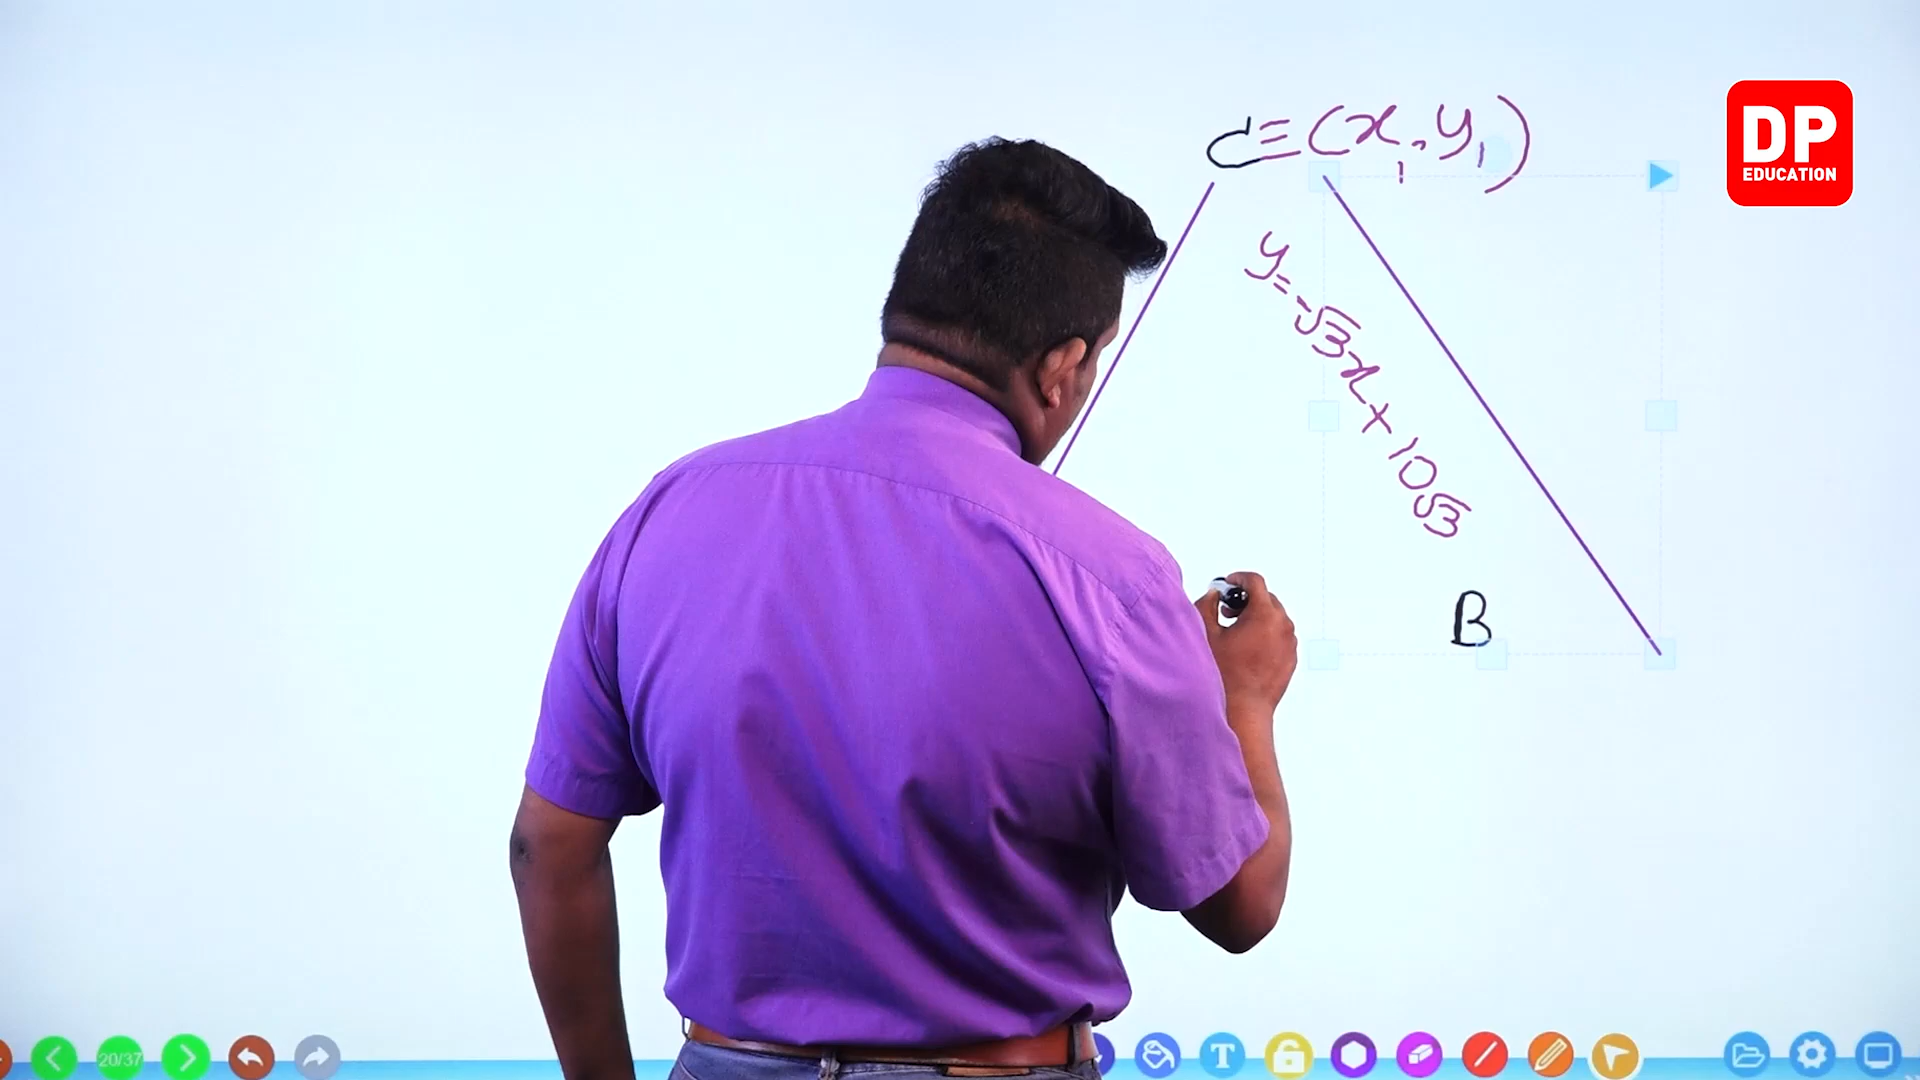 C ≡ (x₁, y₁)
DP
EDUCATION
y = -√3x + 10√3
B
20/37
T